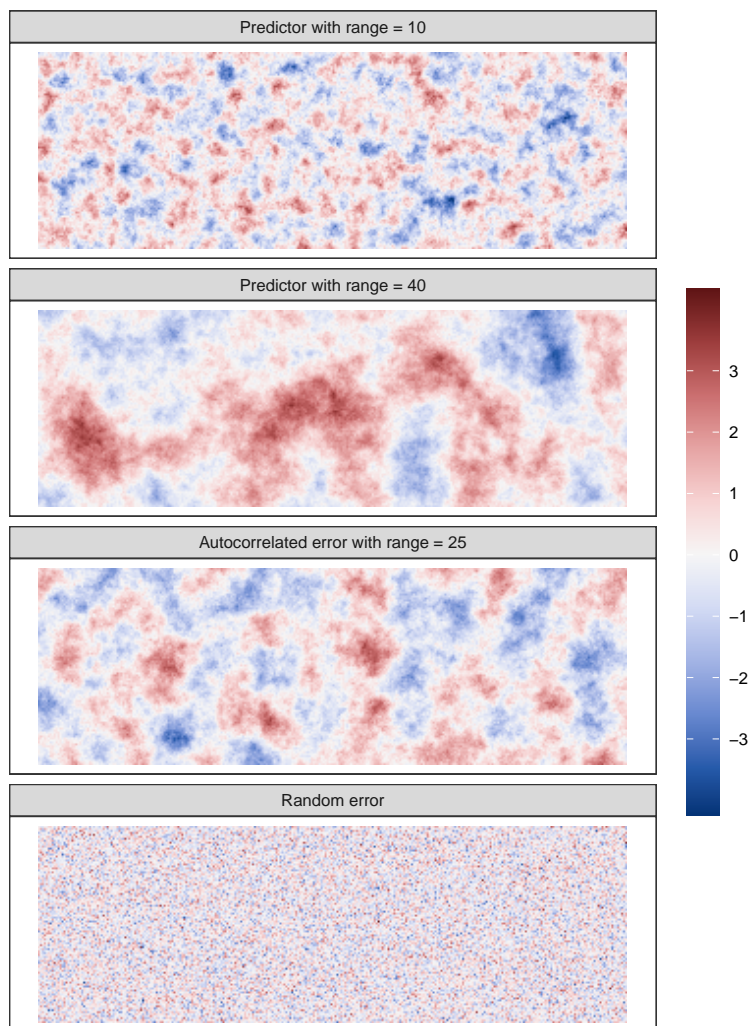 Predictor with range = 10
Predictor with range = 40
3
2
1
0
−1
−2
−3
Autocorrelated error with range = 25
Random error